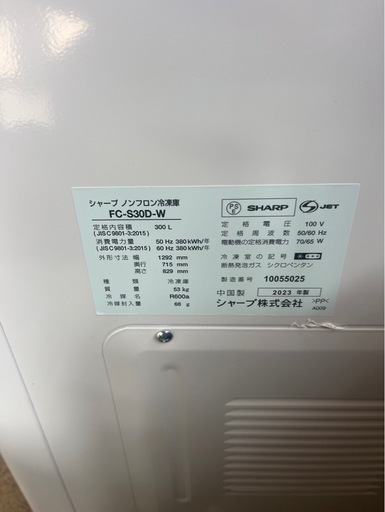 シャープ ノンフロン冷凍庫
FC-S30D-W
定格内容積 300 L
(JISC9801-3:2015)
消費電力量 50 Hz 380 kWh/年
(JISC9801-3:2015) 60 Hz 380 kWh/年
外形寸法 幅 1292 mm
奥行 715 mm
高さ 829 mm
種類 冷凍庫
質量 53 kg
冷媒 R600a
冷媒封入量 68 g
PS E SHARP JET
定格電圧 100 V
定格周波数 50/60 Hz
電動機の定格消費電力 70/65 W
冷凍室の記号
断熱発泡ガス シクロペンタン
製造番号 10055025
中国製 2023 年製
シャープ株式会社
>PP<
A009